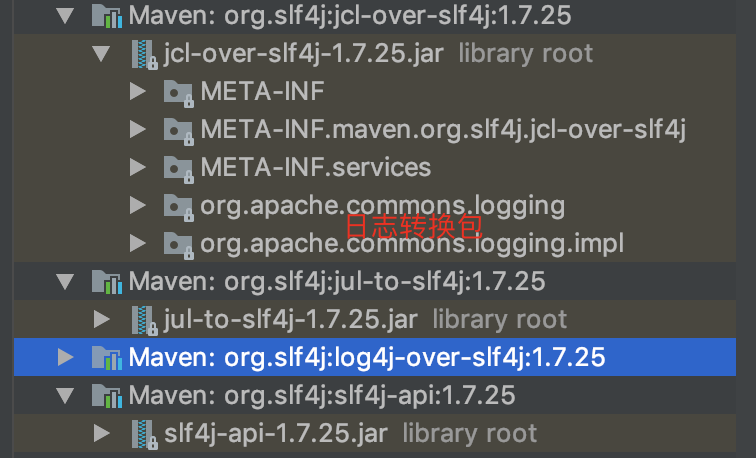 Maven: org.slf4j:jcl-over-slf4j:1.7.25
jcl-over-slf4j-1.7.25.jar library root
META-INF
META-INF.maven.org.slf4j.jcl-over-slf4j
META-INF.services
org.apache.commons.logging
日志转换包
org.apache.commons.logging.impl
Maven: org.slf4j:jul-to-slf4j:1.7.25
jul-to-slf4j-1.7.25.jar library root
Maven: org.slf4j:log4j-over-slf4j:1.7.25
Maven: org.slf4j:slf4j-api:1.7.25
slf4j-api-1.7.25.jar library root